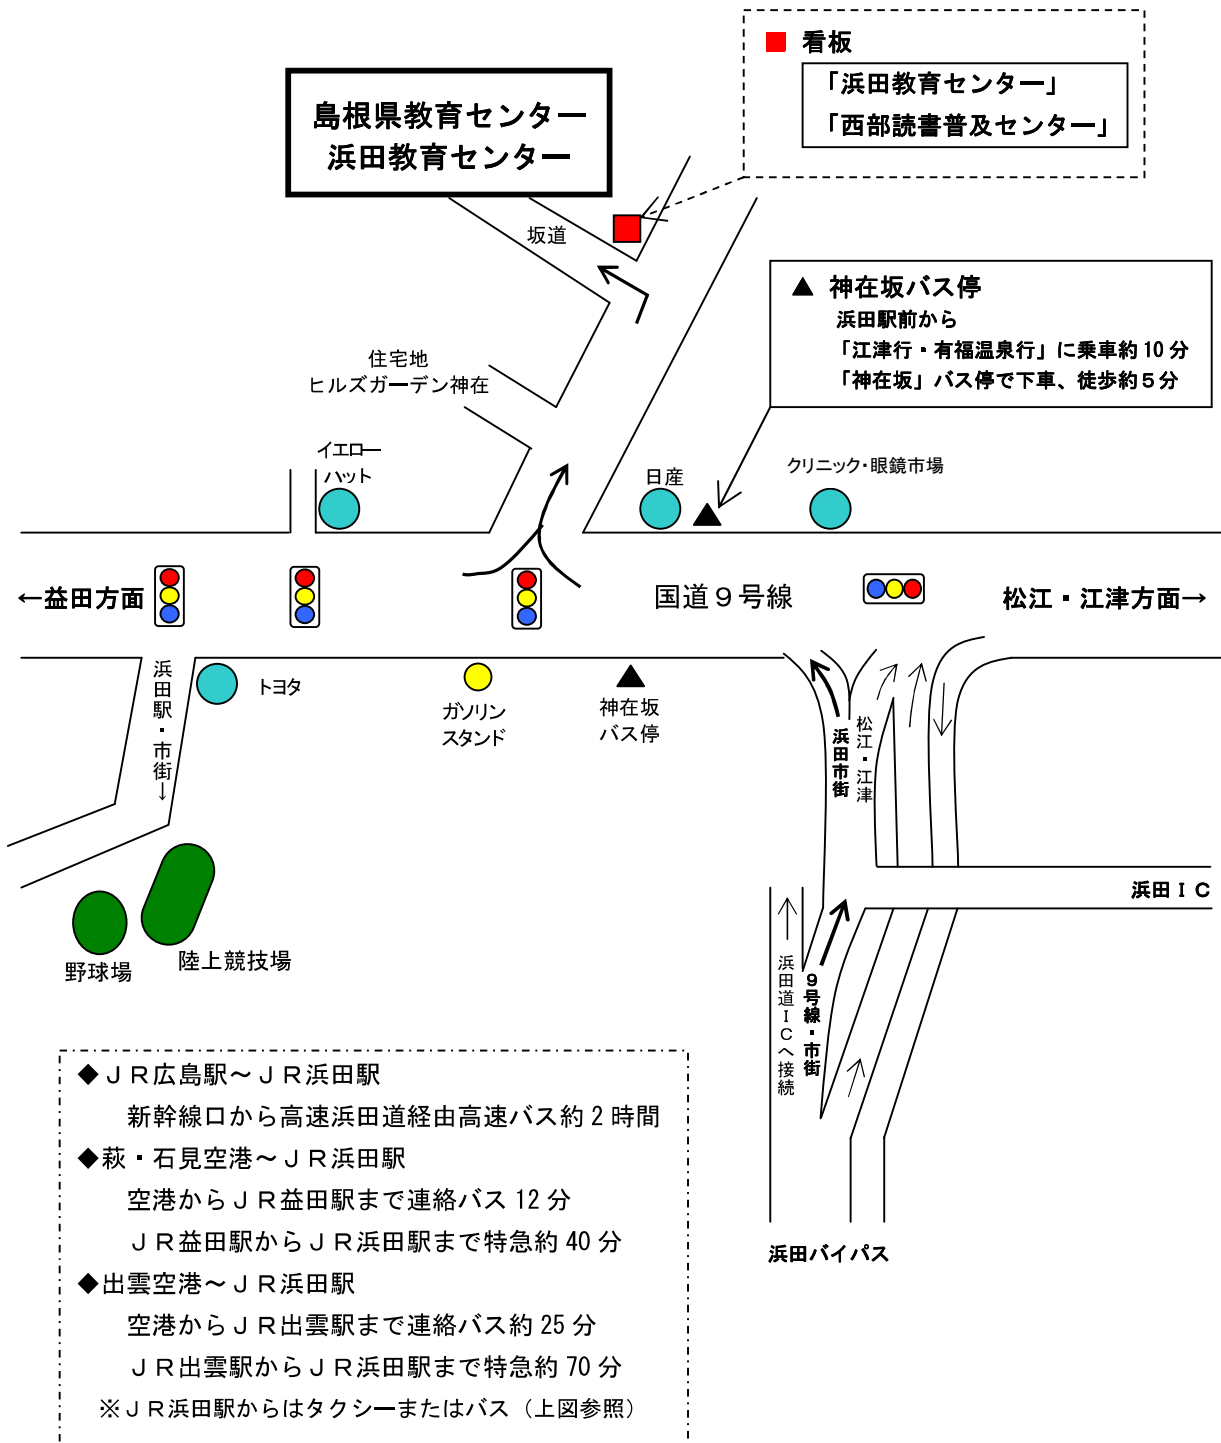 看板
「浜田教育センター」
「西部読書普及センター」
島根県教育センター
浜田教育センター
坂道
神在坂バス停
浜田駅前から
「江津行・有福温泉行」に乗車約10分
「神在坂」バス停で下車、徒歩約５分
住宅地
ヒルズガーデン神在
イエロー
ハット
日産
クリニック・眼鏡市場
←益田方面
国道９号線
松江・江津方面→
浜田駅・市街→
トヨタ
ガソリン
スタンド
神在坂
バス停
浜田市街
松江・江津
浜田ＩＣ
野球場
陸上競技場
浜田道ＩＣへ接続
９号線・市街
浜田バイパス
◆ＪＲ広島駅～ＪＲ浜田駅
新幹線口から高速浜田道経由高速バス約2時間
◆萩・石見空港～ＪＲ浜田駅
空港からＪＲ益田駅まで連絡バス12分
ＪＲ益田駅からＪＲ浜田駅まで特急約40分
◆出雲空港～ＪＲ浜田駅
空港からＪＲ出雲駅まで連絡バス約25分
ＪＲ出雲駅からＪＲ浜田駅まで特急約70分
※ＪＲ浜田駅からはタクシーまたはバス（上図参照）